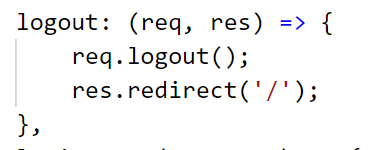 logout: (req, res) => {
    req.logout();
    res.redirect('/');
},